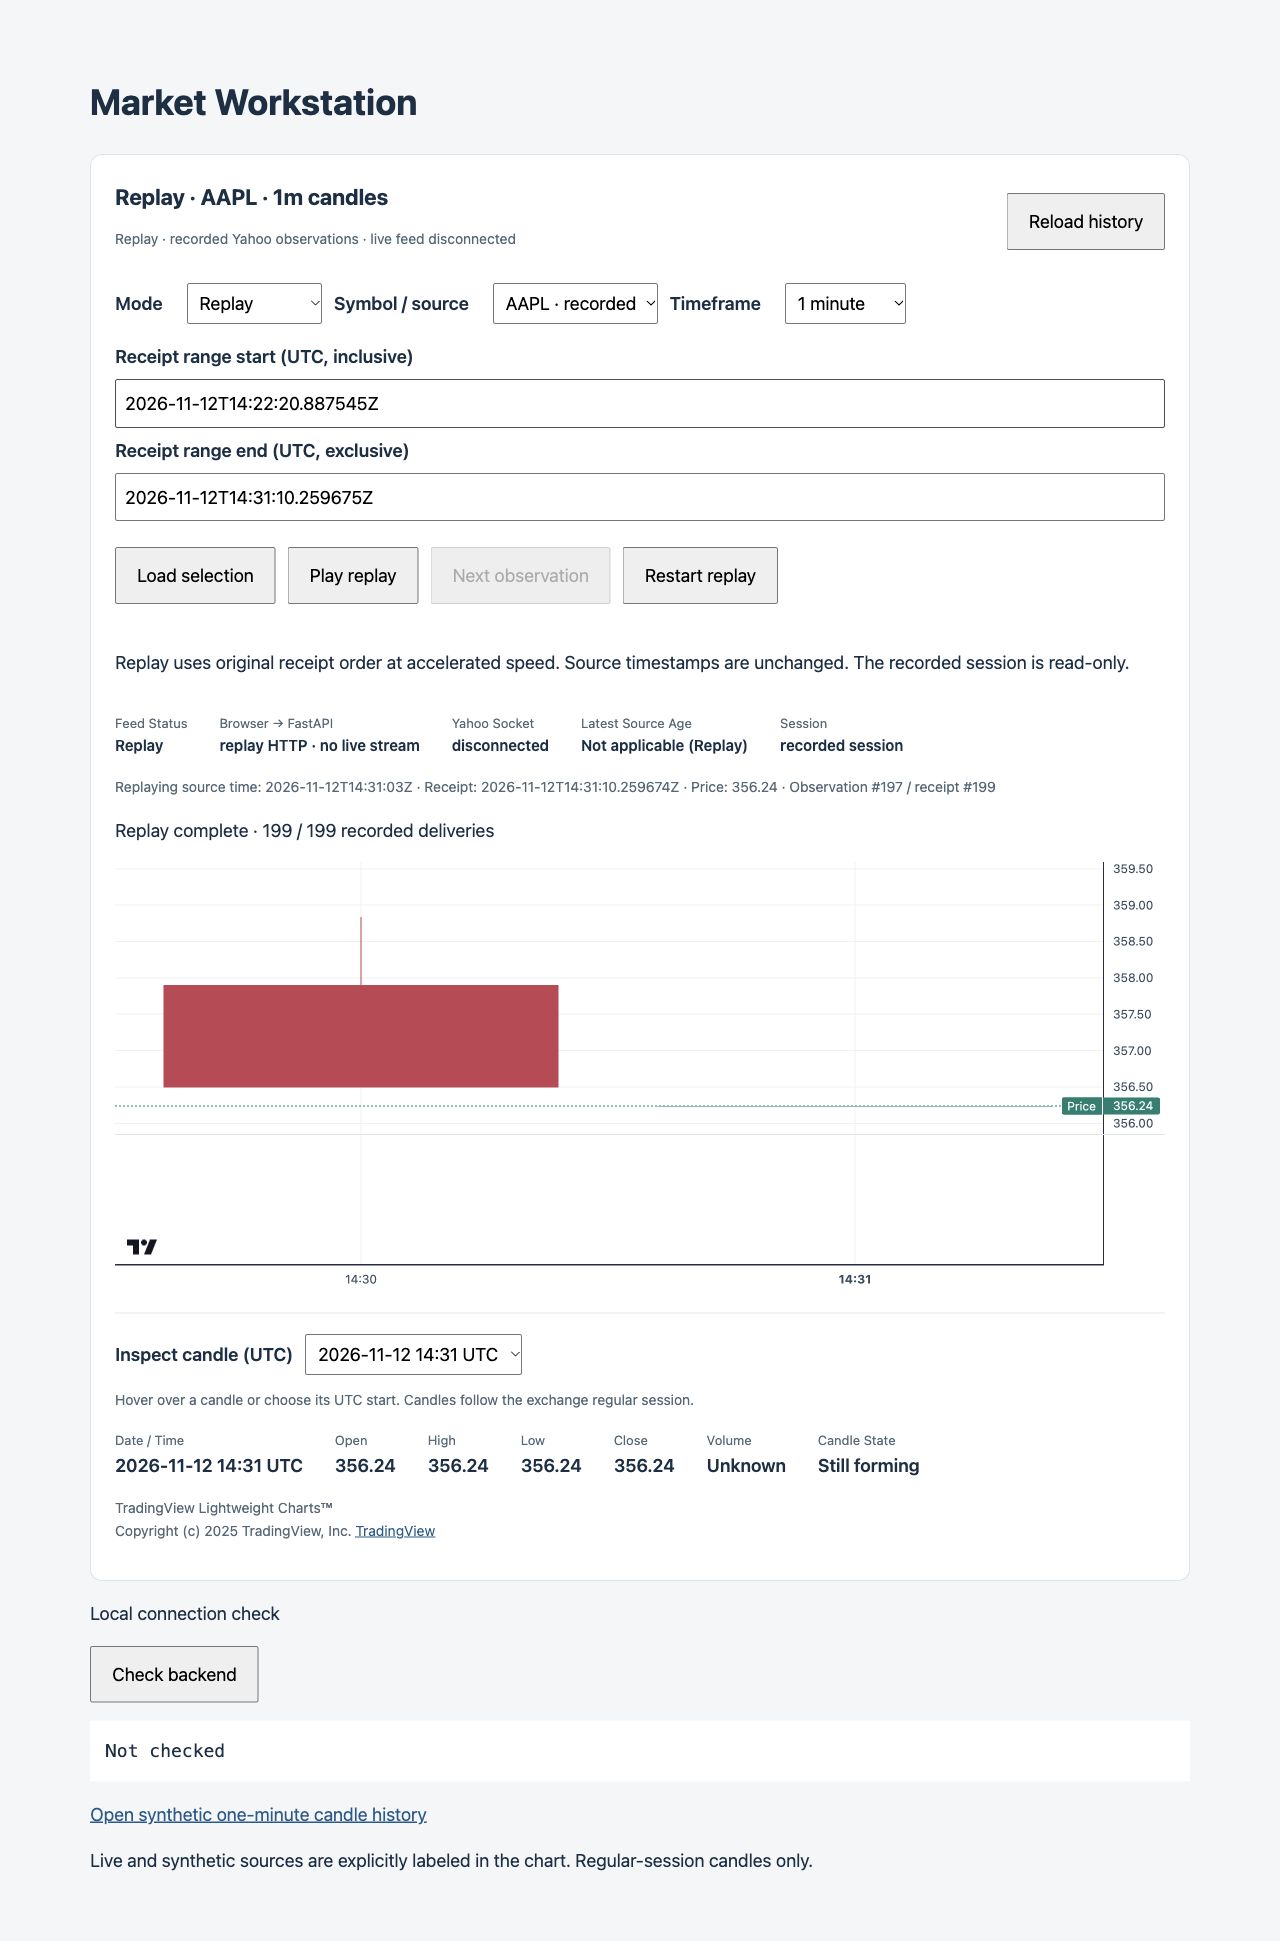 Market Workstation
Replay · AAPL · 1m candles
Reload history
Replay · recorded Yahoo observations · live feed disconnected
Mode Replay Symbol / source AAPL · recorded Timeframe 1 minute
Receipt range start (UTC, inclusive)
2026-11-12T14:22:20.887545Z
Receipt range end (UTC, exclusive)
2026-11-12T14:31:10.259675Z
Load selection Play replay Next observation Restart replay
Replay uses original receipt order at accelerated speed. Source timestamps are unchanged. The recorded session is read-only.
Feed Status Browser → FastAPI Yahoo Socket Latest Source Age Session
Replay replay HTTP · no live stream disconnected Not applicable (Replay) recorded session
Replaying source time: 2026-11-12T14:31:03Z · Receipt: 2026-11-12T14:31:10.259674Z · Price: 356.24 · Observation #197 / receipt #199
Replay complete · 199 / 199 recorded deliveries
359.50
359.00
358.50
358.00
357.50
357.00
356.50
Price 356.24
356.00
14:30 14:31
Inspect candle (UTC) 2026-11-12 14:31 UTC
Hover over a candle or choose its UTC start. Candles follow the exchange regular session.
Date / Time Open High Low Close Volume Candle State
2026-11-12 14:31 UTC 356.24 356.24 356.24 356.24 Unknown Still forming
TradingView Lightweight Charts™
Copyright (c) 2025 TradingView, Inc. TradingView
Local connection check
Check backend
Not checked
Open synthetic one-minute candle history
Live and synthetic sources are explicitly labeled in the chart. Regular-session candles only.